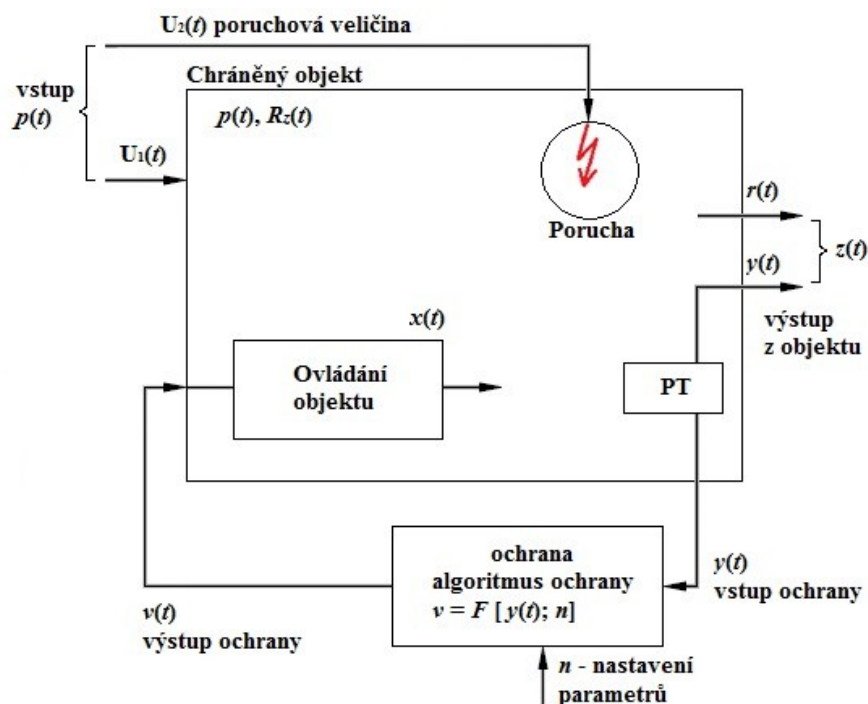 U₂(t) poruchová veličina
Chráněný objekt
vstup
p(t)
p(t), Rz(t)
U₁(t)
Porucha
r(t)
z(t)
y(t)
výstup
z objektu
x(t)
Ovládání
objektu
PT
ochrana
algoritmus ochrany
v = F [ y(t); n]
y(t)
vstup ochrany
v(t)
výstup ochrany
n - nastavení
parametrů